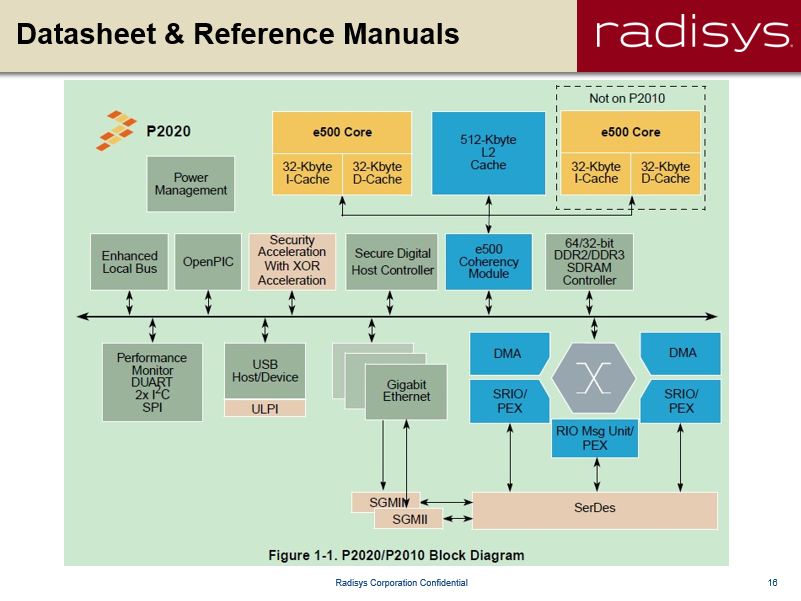 Datasheet & Reference Manuals
radisys.
P2020
Not on P2010
e500 Core
32-Kbyte
I-Cache
32-Kbyte
D-Cache
512-Kbyte
L2
Cache
e500 Core
32-Kbyte
I-Cache
32-Kbyte
D-Cache
Power
Management
Enhanced
Local Bus
OpenPIC
Security
Acceleration
With XOR
Acceleration
Secure Digital
Host Controller
e500
Coherency
Module
64/32-bit
DDR2/DDR3
SDRAM
Controller
Performance
Monitor
DUART
2x I²C
SPI
USB
Host/Device
ULPI
Gigabit
Ethernet
DMA
SRIO/
PEX
RIO Msg Unit/
PEX
DMA
SRIO/
PEX
SGMII
SGMII
SerDes
Figure 1-1. P2020/P2010 Block Diagram
Radisys Corporation Confidential
16